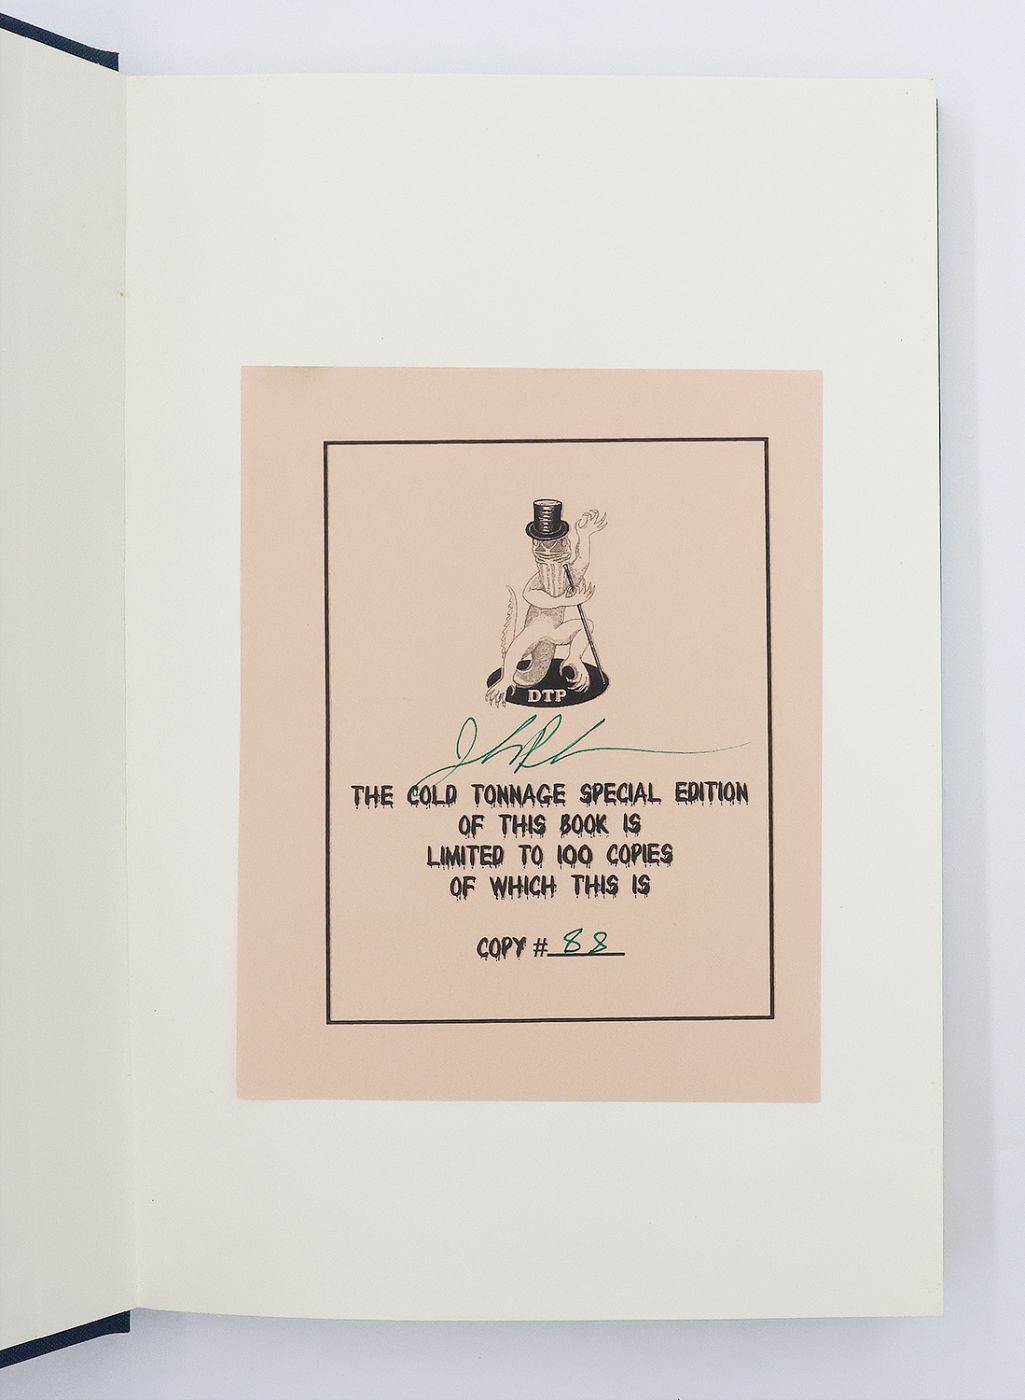 DTP
THE COLD TONNAGE SPECIAL EDITION
OF THIS BOOK IS
LIMITED TO 100 COPIES
OF WHICH THIS IS
COPY # 88